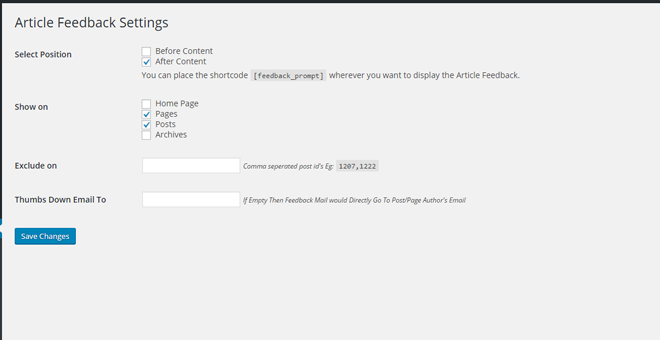 Article Feedback Settings
Select Position
Before Content
After Content
You can place the shortcode [feedback_prompt] wherever you want to display the Article Feedback.
Show on
Home Page
Pages
Posts
Archives
Exclude on
Comma seperated post id's Eg: 1207,1222
Thumbs Down Email To
If Empty Then Feedback Mail would Directly Go To Post/Page Author's Email
Save Changes